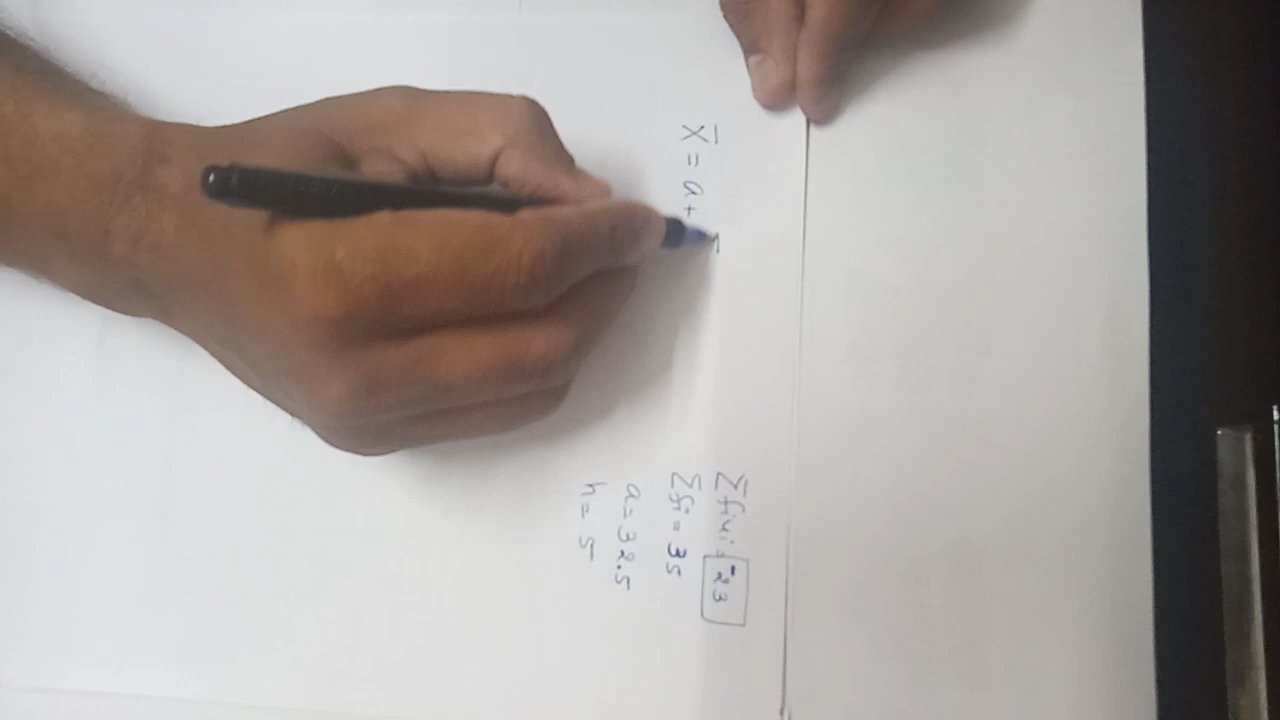 x̄ = a + Σ
Σfiui = -23
Σfi = 35
a = 32.5
h = 5